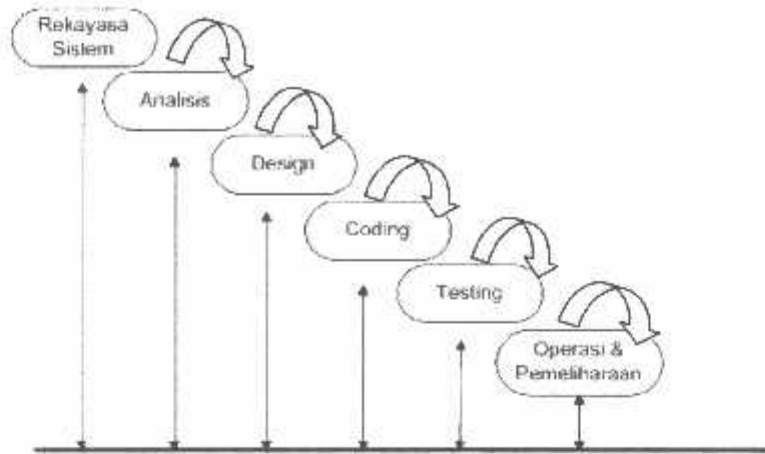 Rekayasa
Sistem
Analisis
Design
Coding
Testing
Operasi &
Pemeliharaan